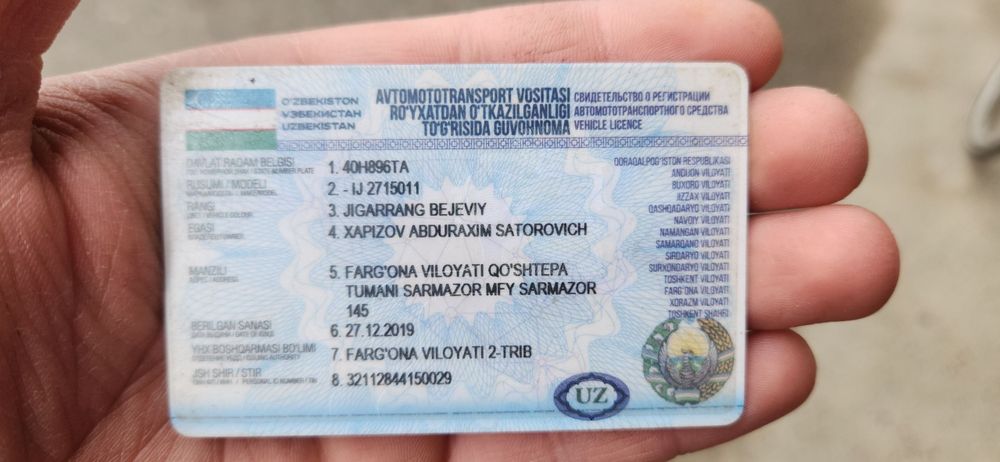 O'ZBEKISTON
ЎЗБЕКИСТАН
UZBEKISTAN
AVTOMOTOTRANSPORT VOSITASI
RO'YXATDAN O'TKAZILGANLIGI
TO'G'RISIDA GUVOHNOMA
СВИДЕТЕЛЬСТВО О РЕГИСТРАЦИИ
АВТОМОТОТРАНСПОРТНОГО СРЕДСТВА
VEHICLE LICENCE
DAVLAT RAQAM BELGISI
1. 40H896TA
RUSUMI / MODELI
2. - IJ 2715011
RANGI
3. JIGARRANG BEJEVIY
EGASI
4. XAPIZOV ABDURAXIM SATOROVICH
MANZILI
5. FARG'ONA VILOYATI QO'SHTEPA
TUMANI SARMAZOR MFY SARMAZOR
145
BERILGAN SANASI
6. 27.12.2019
YHX BOSHQARMASI BO'LIMI
7. FARG'ONA VILOYATI 2-TRIB
JSH SHIR / STIR
8. 32112844150029
QORAQALPOG'ISTON RESPUBLIKASI
ANDIJON VILOYATI
BUXORO VILOYATI
JIZZAX VILOYATI
QASHQADARYO VILOYATI
NAVOIY VILOYATI
NAMANGAN VILOYATI
SAMARQAND VILOYATI
SIRDARYO VILOYATI
SURXONDARYO VILOYATI
TOSHKENT VILOYATI
FARG'ONA VILOYATI
XORAZM VILOYATI
TOSHKENT SHAHRI
UZ